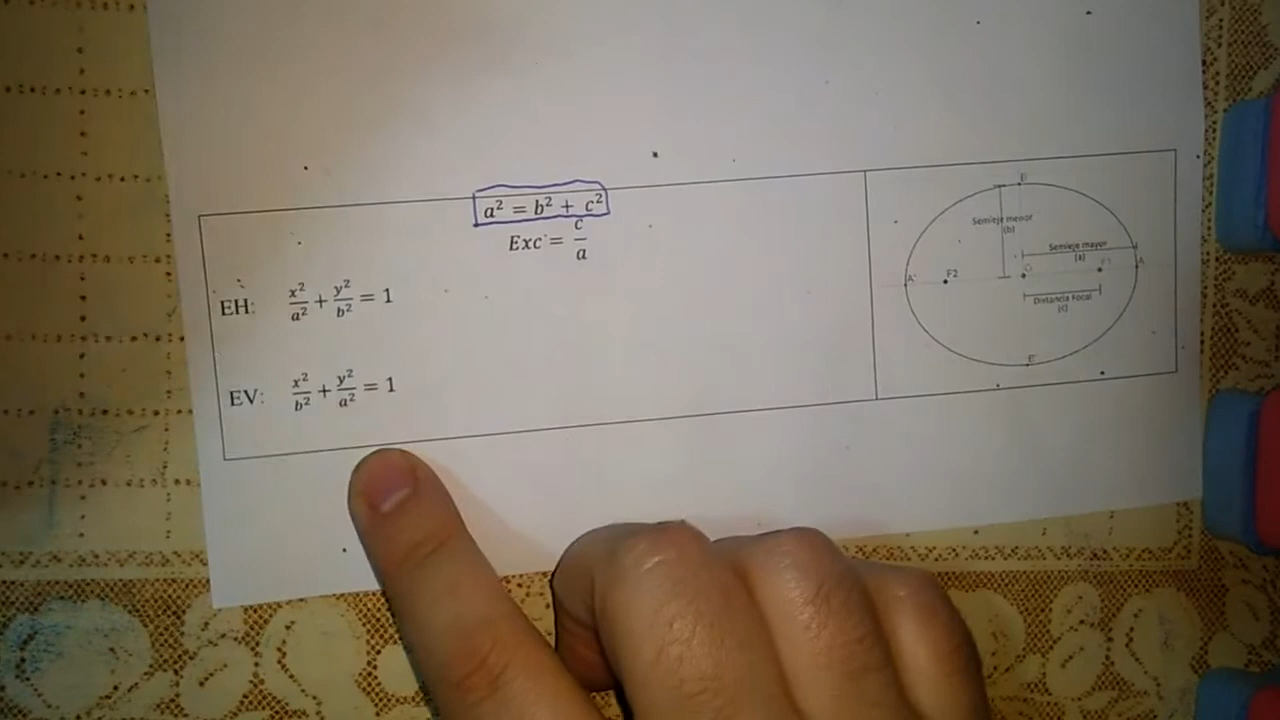 a² = b² + c²
Exc = c/a
EH: x²/a² + y²/b² = 1
EV: x²/b² + y²/a² = 1
B
Semieje menor
(b)
Semieje mayor
(a)
A'
F2
O
F1
A
Distancia Focal
(c)
B'